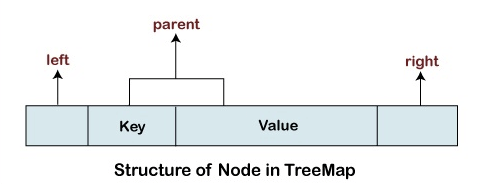 parent
left
right
Key
Value
Structure of Node in TreeMap